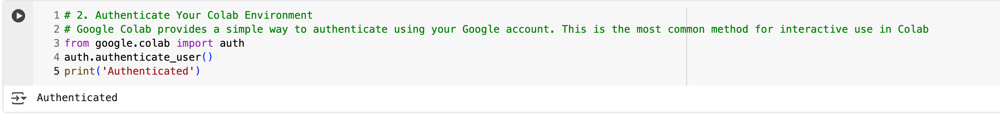 1 # 2. Authenticate Your Colab Environment
2 # Google Colab provides a simple way to authenticate using your Google account. This is the most common method for interactive use in Colab
3 from google.colab import auth
4 auth.authenticate_user()
5 print('Authenticated')
Authenticated